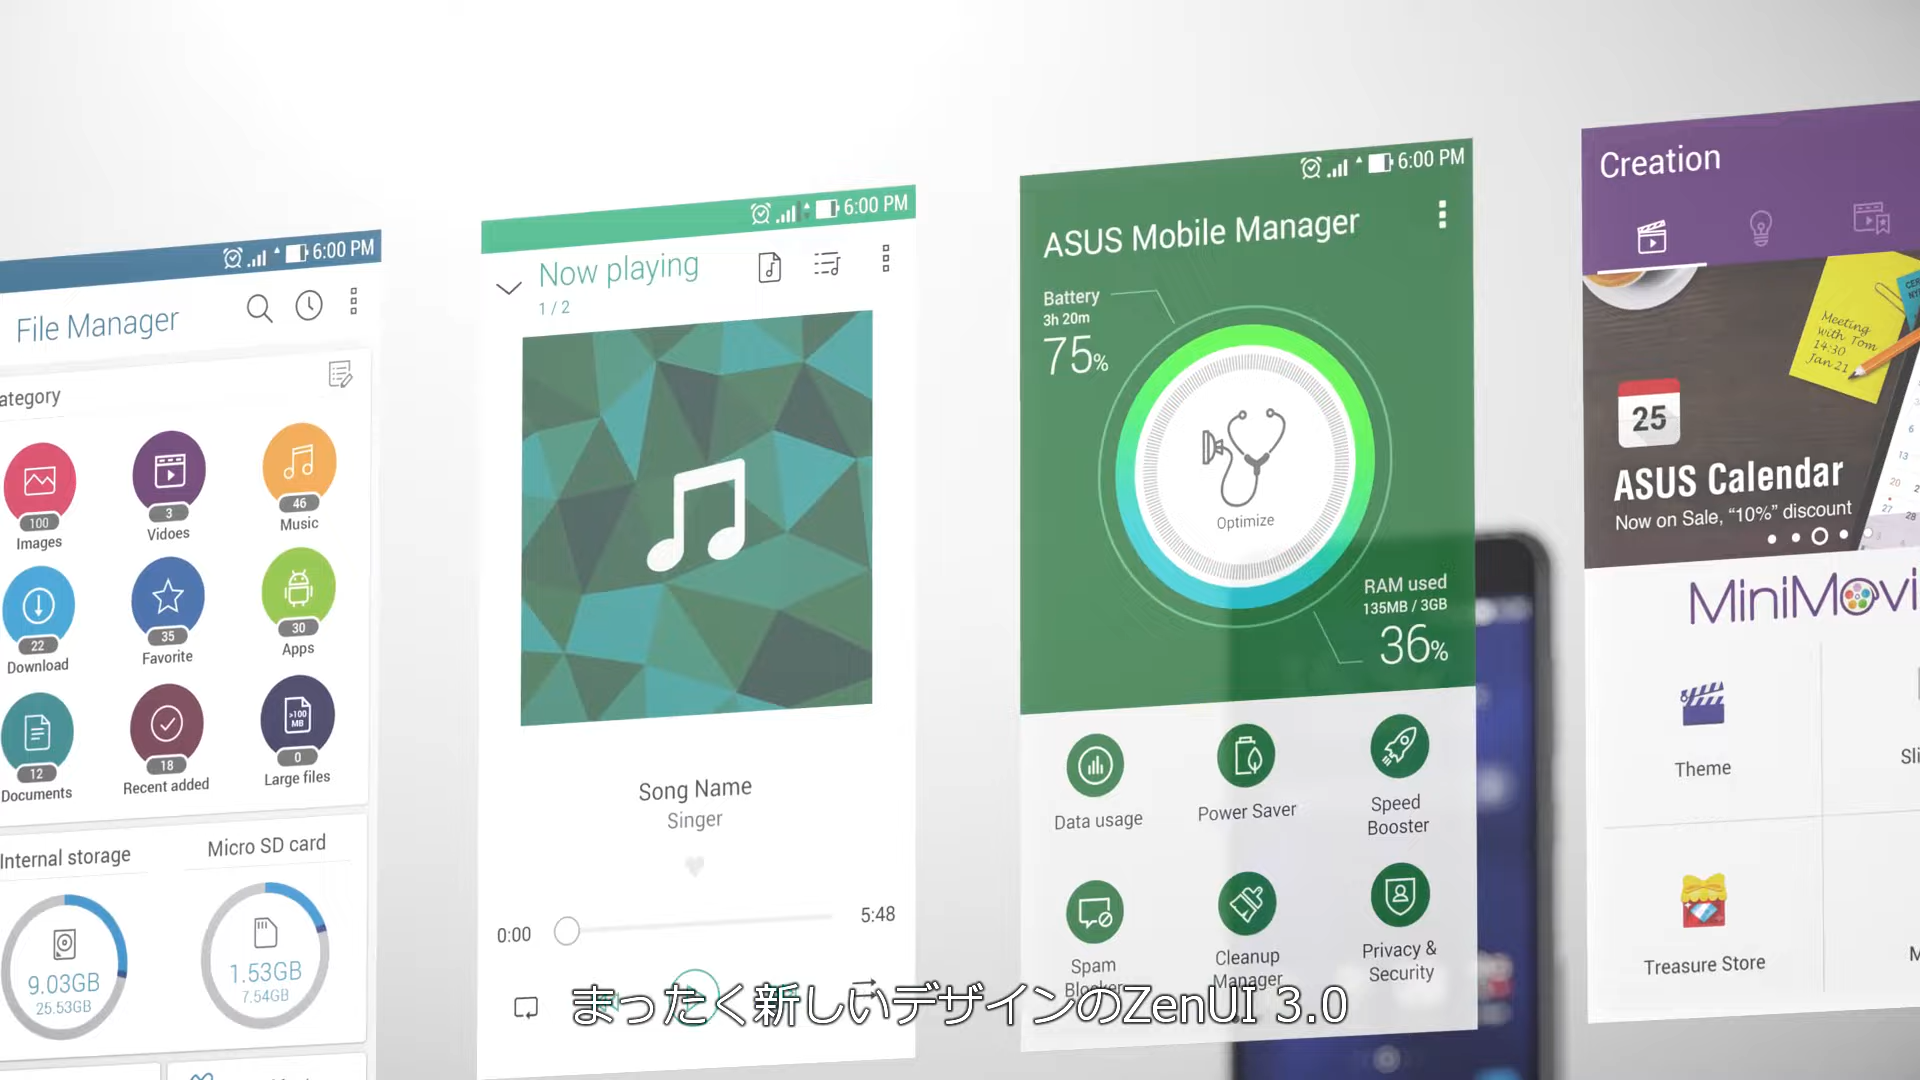 6:00 PM
File Manager
ategory
100
Images
3
Vidoes
46
Music
22
Download
35
Favorite
30
Apps
12
Documents
18
Recent added
>100
MB
0
Large files
Internal storage
9.03GB
25.53GB
Micro SD card
1.53GB
7.54GB
6:00 PM
Now playing
1 / 2
Song Name
Singer
0:00
5:48
6:00 PM
ASUS Mobile Manager
Battery
3h 20m
75%
Optimize
RAM used
135MB / 3GB
36%
Data usage
Power Saver
Speed
Booster
Spam
Blocker
Cleanup
Manager
Privacy &
Security
Creation
Meeting
with Tom
14:30
Jan 21
25
ASUS Calendar
Now on Sale, “10%” discount
MiniMovi
Theme
Sli
Treasure Store
M
まったく新しいデザインのZenUI 3.0